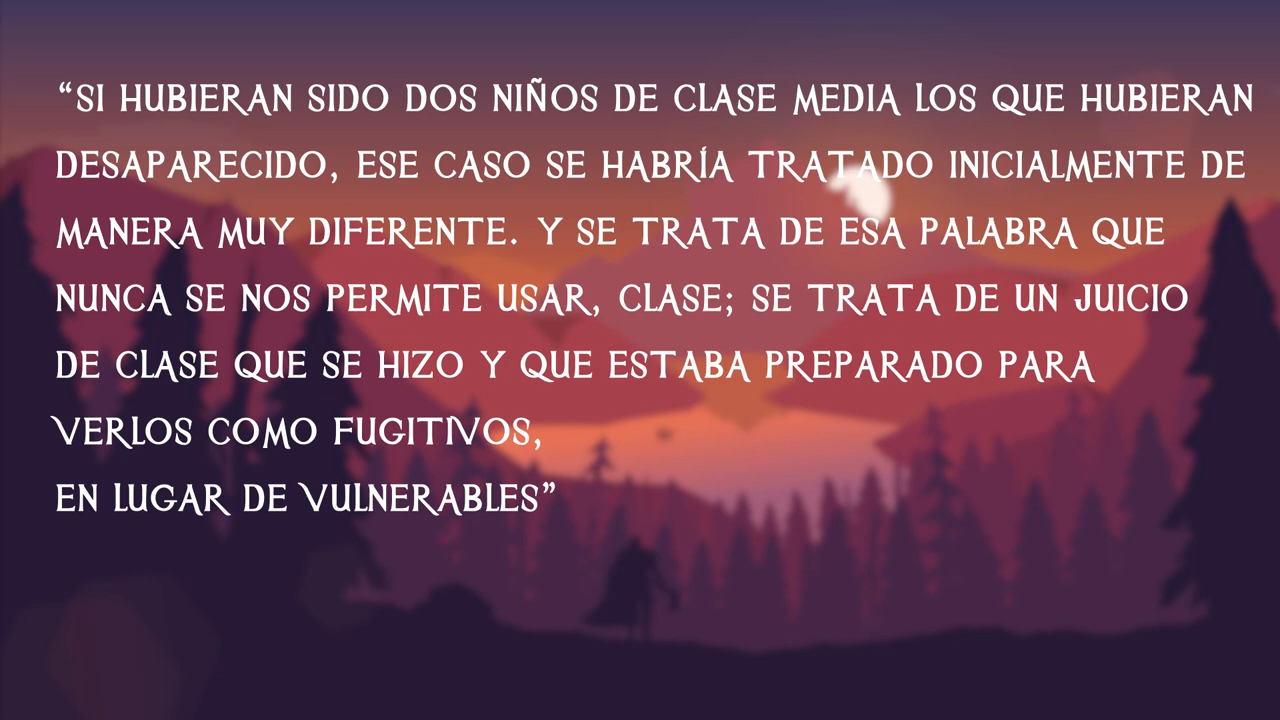 “SI HUBIERAN SIDO DOS NIÑOS DE CLASE MEDIA LOS QUE HUBIERAN
DESAPARECIDO, ESE CASO SE HABRÍA TRATADO INICIALMENTE DE
MANERA MUY DIFERENTE. Y SE TRATA DE ESA PALABRA QUE
NUNCA SE NOS PERMITE USAR, CLASE; SE TRATA DE UN JUICIO
DE CLASE QUE SE HIZO Y QUE ESTABA PREPARADO PARA
VERLOS COMO FUGITIVOS,
EN LUGAR DE VULNERABLES”